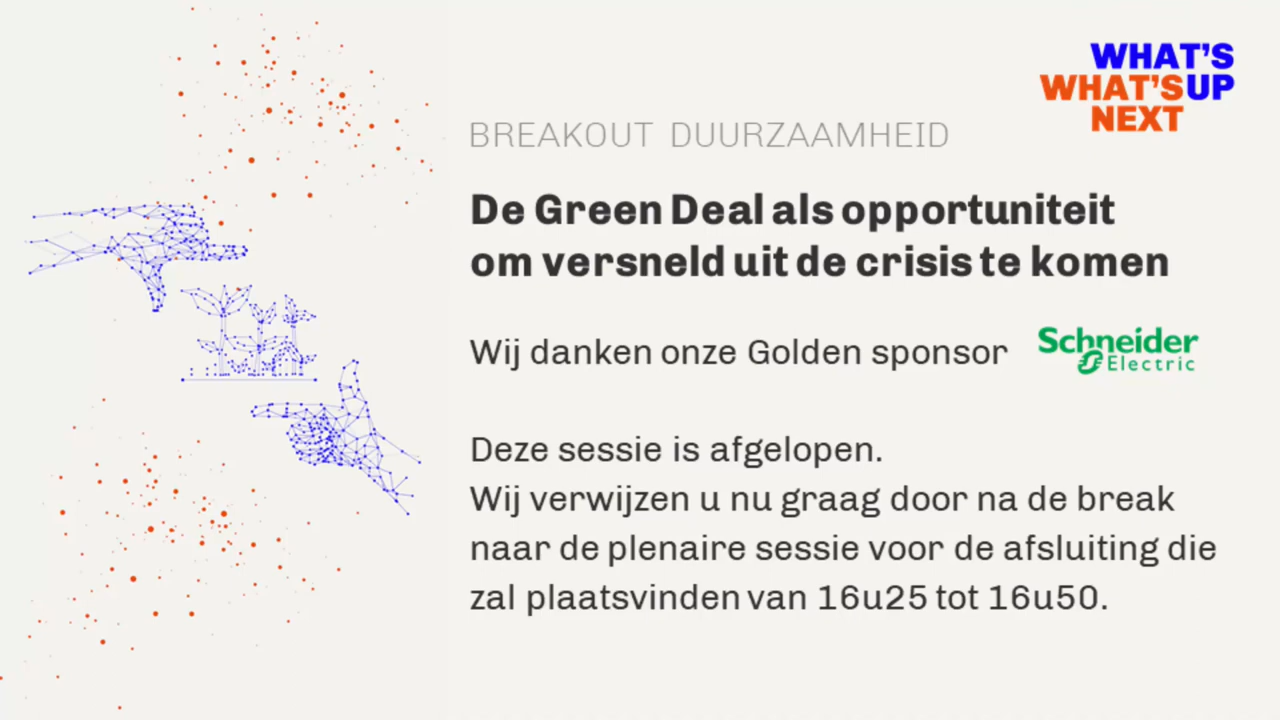 WHAT'S
WHAT'S UP
NEXT
BREAKOUT DUURZAAMHEID
De Green Deal als opportuniteit
om versneld uit de crisis te komen
Wij danken onze Golden sponsor
Schneider
Electric
Deze sessie is afgelopen.
Wij verwijzen u nu graag door na de break
naar de plenaire sessie voor de afsluiting die
zal plaatsvinden van 16u25 tot 16u50.